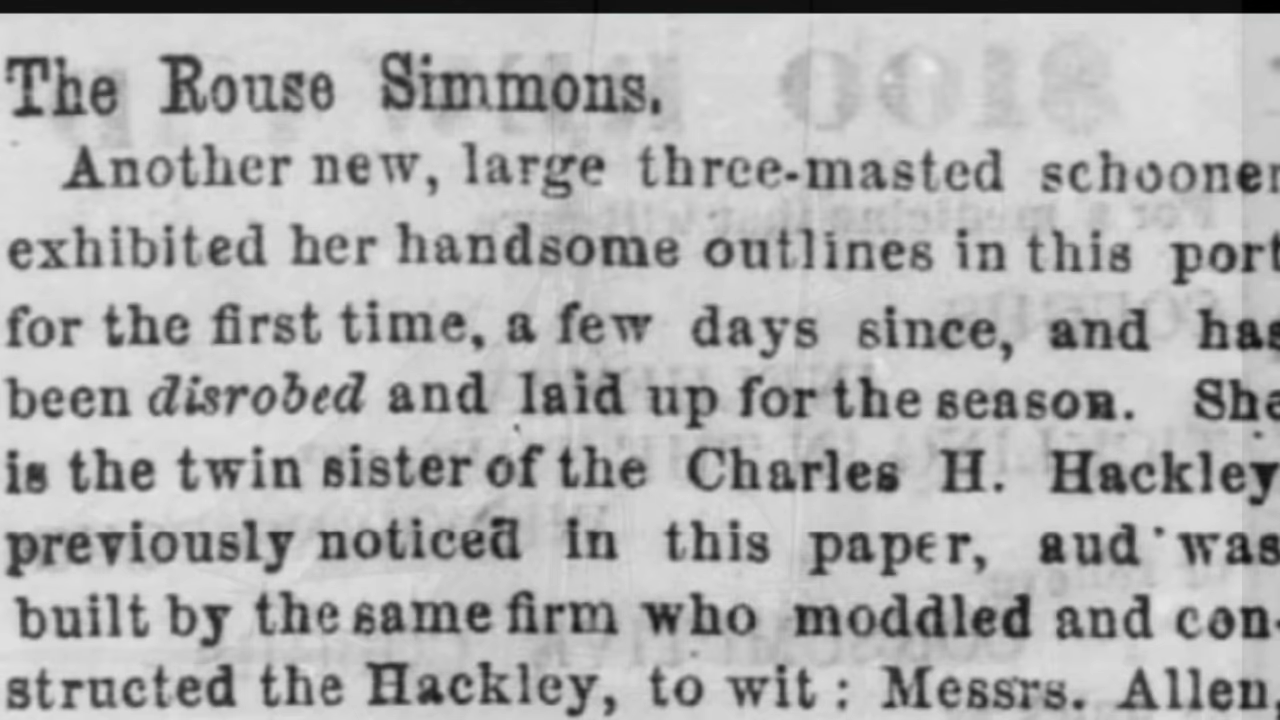 The Rouse Simmons.
Another new, large three-masted schooner
exhibited her handsome outlines in this port
for the first time, a few days since, and has
been disrobed and laid up for the season. She
is the twin sister of the Charles H. Hackley
previously noticed in this paper, aud was
built by the same firm who moddled and con-
structed the Hackley, to wit: Messrs. Allen,